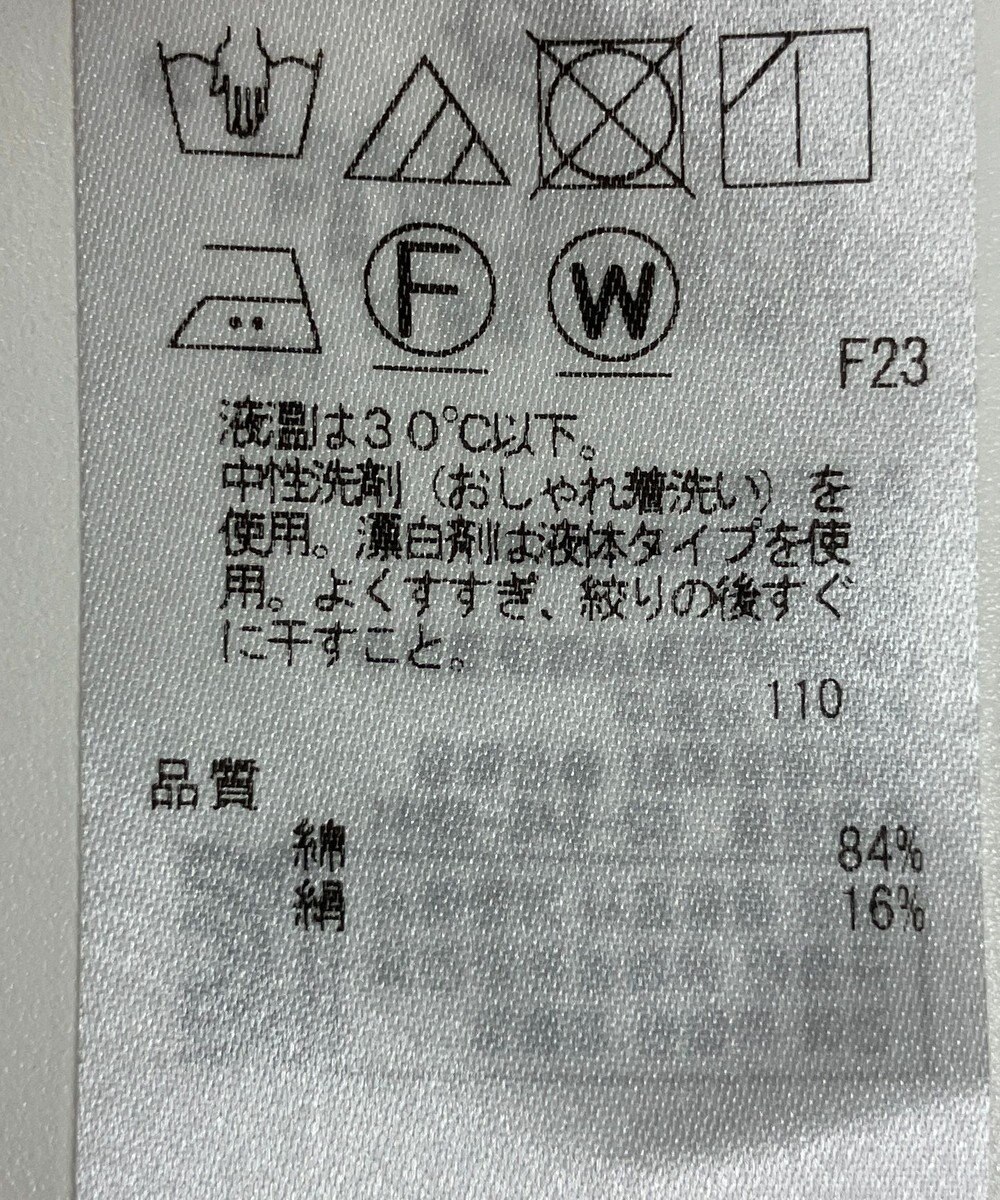 F W
F23
液温は30℃以下。
中性洗剤（おしゃれ着洗い）を
使用。漂白剤は液体タイプを使
用。よくすすぎ、絞りの後すぐ
に干すこと。
110
品質
綿 84%
絹 16%